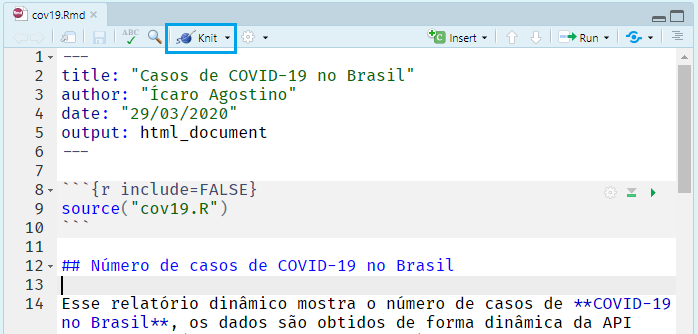 cov19.Rmd
ABC Knit Insert Run
1 ---
2 title: "Casos de COVID-19 no Brasil"
3 author: "Ícaro Agostino"
4 date: "29/03/2020"
5 output: html_document
6 ---
7
8 ```{r include=FALSE}
9 source("cov19.R")
10 ```
11
12 ## Número de casos de COVID-19 no Brasil
13
14 Esse relatório dinâmico mostra o número de casos de **COVID-19
no Brasil**, os dados são obtidos de forma dinâmica da API